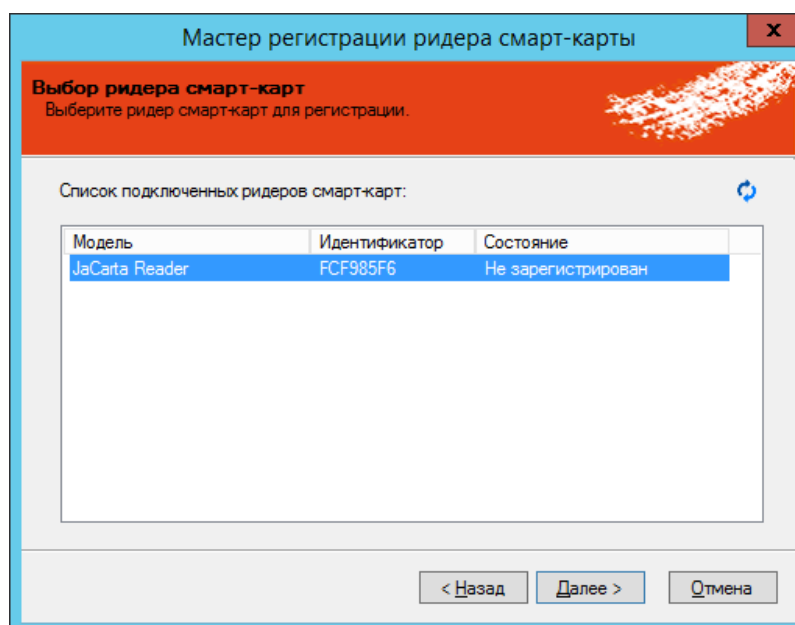 Мастер регистрации ридера смарт-карты
x
Выбор ридера смарт-карт
Выберите ридер смарт-карт для регистрации.
Список подключенных ридеров смарт-карт:
Модель Идентификатор Состояние
JaCarta Reader FCF985F6 Не зарегистрирован
< Назад Далее > Отмена